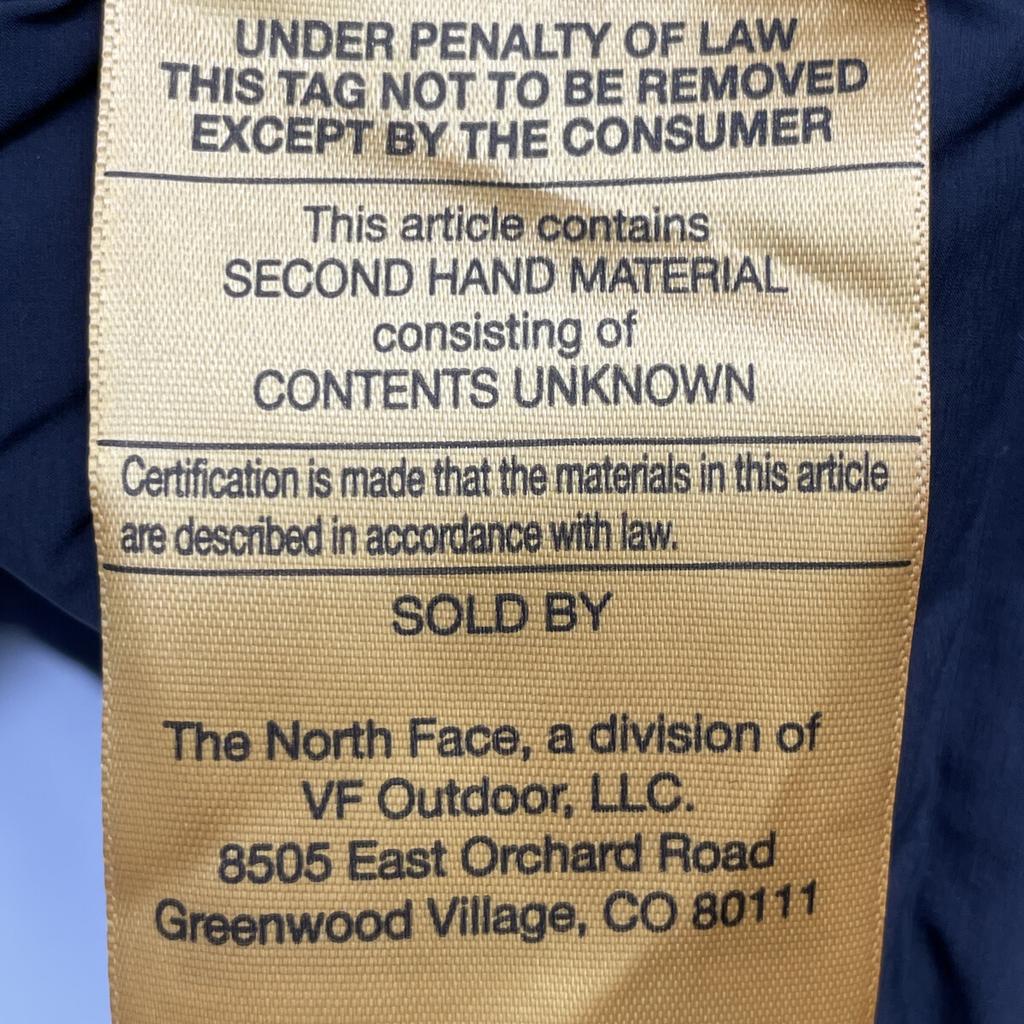 UNDER PENALTY OF LAW
THIS TAG NOT TO BE REMOVED
EXCEPT BY THE CONSUMER
This article contains
SECOND HAND MATERIAL
consisting of
CONTENTS UNKNOWN
Certification is made that the materials in this article
are described in accordance with law.
SOLD BY
The North Face, a division of
VF Outdoor, LLC.
8505 East Orchard Road
Greenwood Village, CO 80111